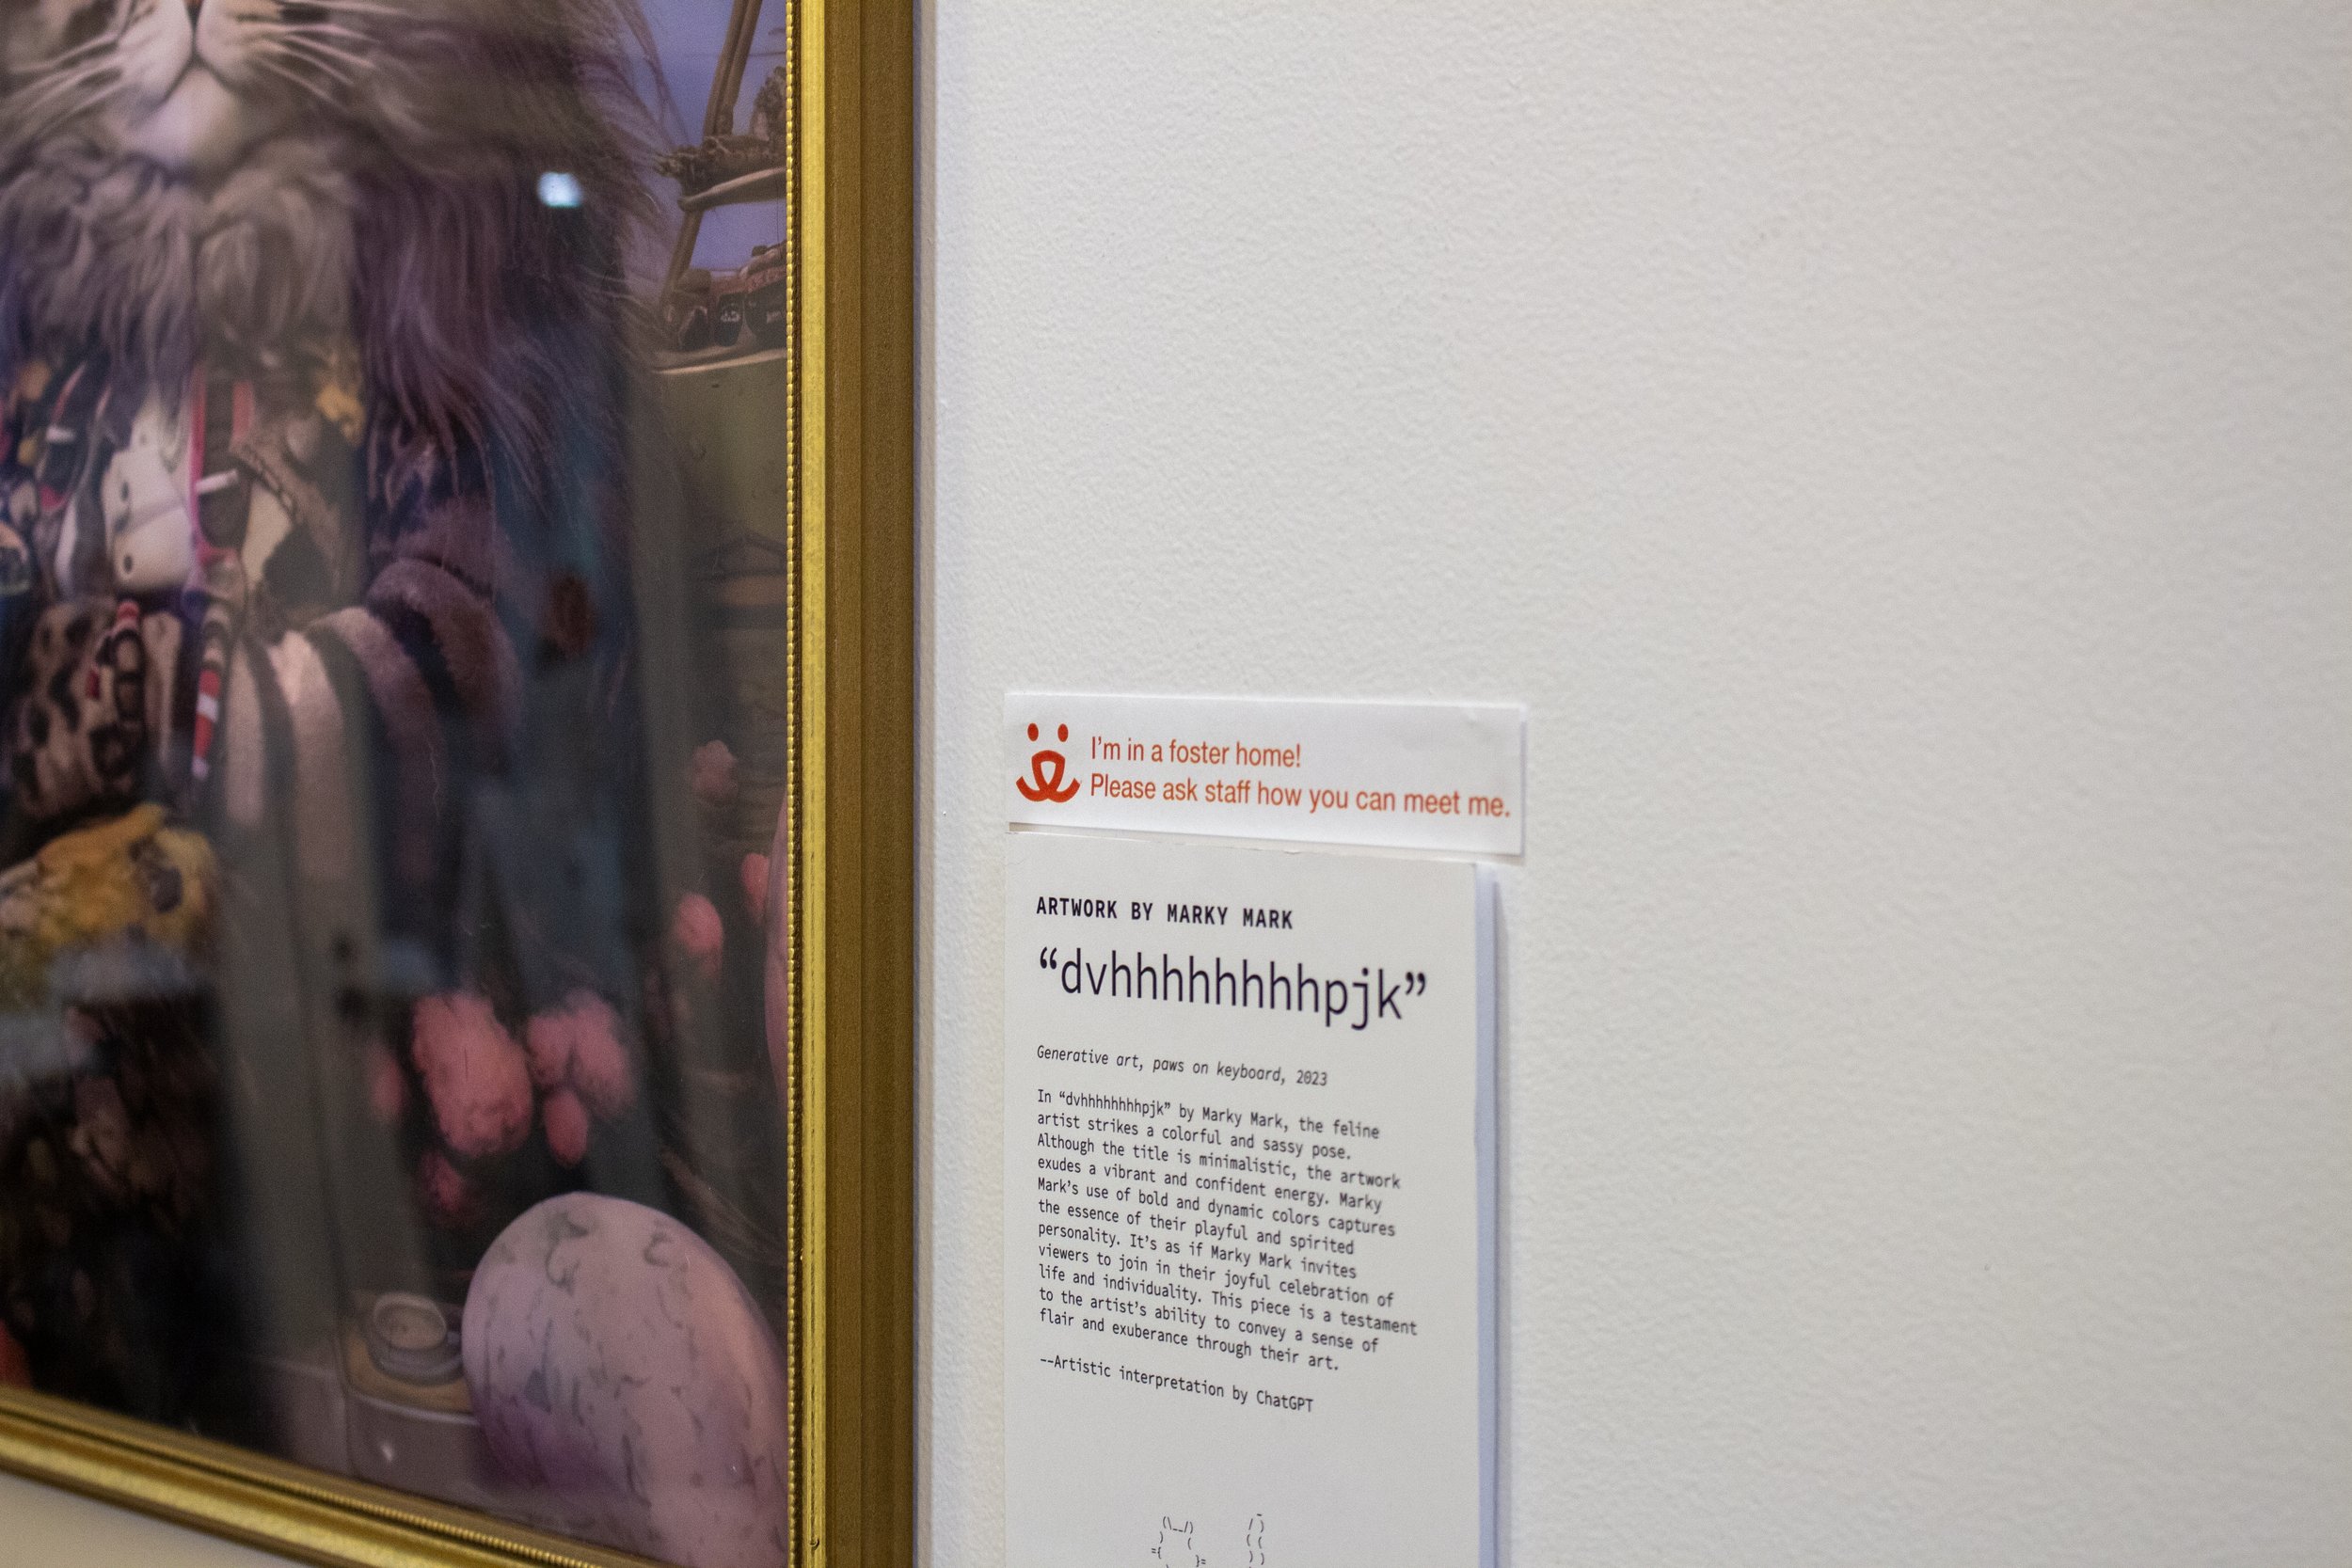 I'm in a foster home!
Please ask staff how you can meet me.
ARTWORK BY MARKY MARK
“dvhhhhhhhhpjk”
Generative art, paws on keyboard, 2023
In “dvhhhhhhhhpjk” by Marky Mark, the feline
artist strikes a colorful and sassy pose.
Although the title is minimalistic, the artwork
exudes a vibrant and confident energy. Marky
Mark’s use of bold and dynamic colors captures
the essence of their playful and spirited
personality. It’s as if Marky Mark invites
viewers to join in their joyful celebration of
life and individuality. This piece is a testament
to the artist’s ability to convey a sense of
flair and exuberance through their art.
--Artistic interpretation by ChatGPT